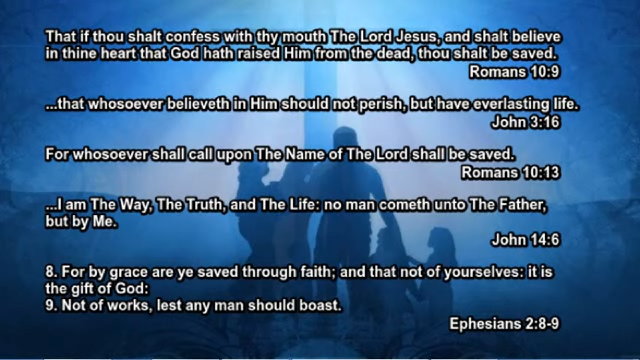 That if thou shalt confess with thy mouth The Lord Jesus, and shalt believe
in thine heart that God hath raised Him from the dead, thou shalt be saved.
Romans 10:9
...that whosoever believeth in Him should not perish, but have everlasting life.
John 3:16
For whosoever shall call upon The Name of The Lord shall be saved.
Romans 10:13
...I am The Way, The Truth, and The Life: no man cometh unto The Father,
but by Me.
John 14:6
8. For by grace are ye saved through faith; and that not of yourselves: it is
the gift of God:
9. Not of works, lest any man should boast.
Ephesians 2:8-9